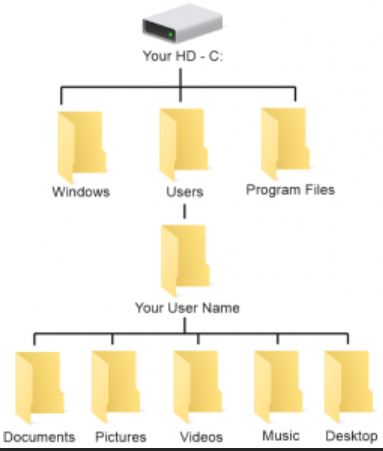 Your HD - C:
Windows
Users
Program Files
Your User Name
Documents
Pictures
Videos
Music
Desktop